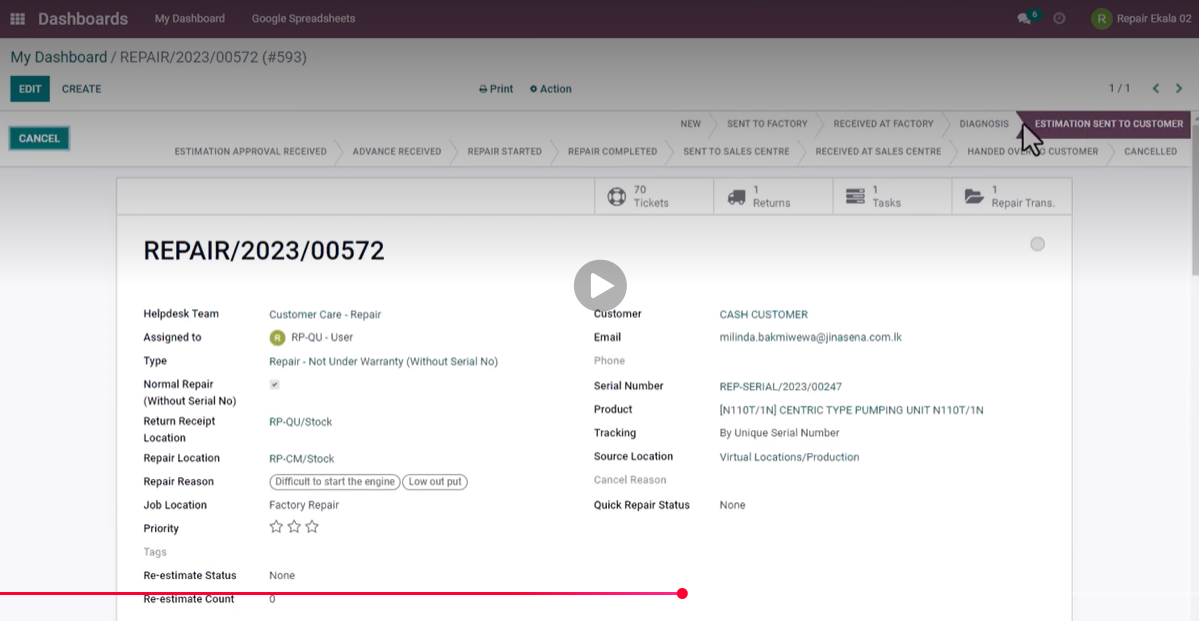 Dashboards My Dashboard Google Spreadsheets 6 R Repair Ekala 02
My Dashboard / REPAIR/2023/00572 (#593)
EDIT CREATE Print Action 1 / 1
CANCEL
NEW SENT TO FACTORY RECEIVED AT FACTORY DIAGNOSIS ESTIMATION SENT TO CUSTOMER
ESTIMATION APPROVAL RECEIVED ADVANCE RECEIVED REPAIR STARTED REPAIR COMPLETED SENT TO SALES CENTRE RECEIVED AT SALES CENTRE HANDED OV O CUSTOMER CANCELLED
70 Tickets 1 Returns 1 Tasks 1 Repair Trans.
REPAIR/2023/00572
Helpdesk Team Customer Care - Repair
Assigned to R RP-QU - User
Type Repair - Not Under Warranty (Without Serial No)
Normal Repair
(Without Serial No)
Return Receipt
Location RP-QU/Stock
Repair Location RP-CM/Stock
Repair Reason Difficult to start the engine Low out put
Job Location Factory Repair
Priority
Tags
Re-estimate Status None
Re-estimate Count 0
Customer CASH CUSTOMER
Email milinda.bakmiwewa@jinasena.com.lk
Phone
Serial Number REP-SERIAL/2023/00247
Product [N110T/1N] CENTRIC TYPE PUMPING UNIT N110T/1N
Tracking By Unique Serial Number
Source Location Virtual Locations/Production
Cancel Reason
Quick Repair Status None